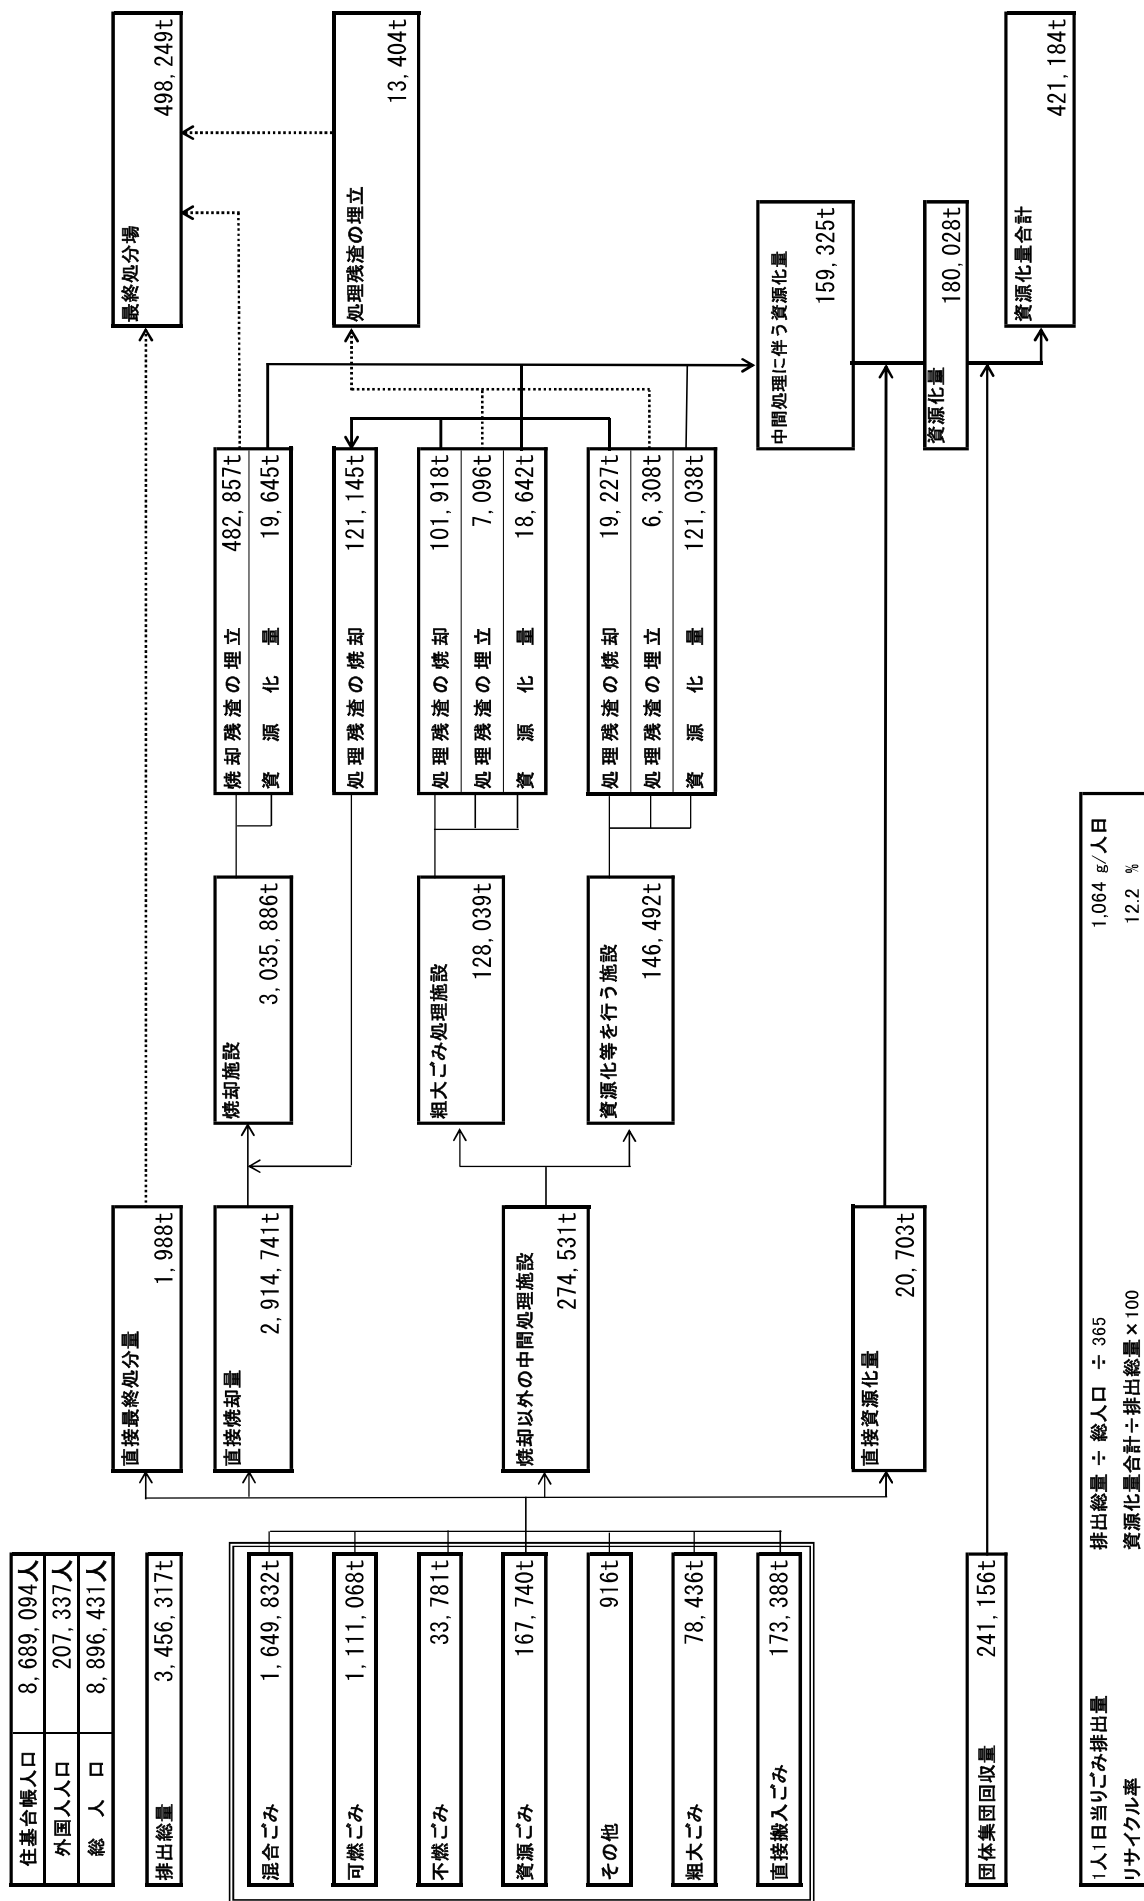 住基台帳人口 8,689,094人
外国人人口 207,337人
総 人 口 8,896,431人
排出総量 3,456,317t
混合ごみ 1,649,832t
可燃ごみ 1,111,068t
不燃ごみ 33,781t
資源ごみ 167,740t
その他 916t
粗大ごみ 78,436t
直接搬入ごみ 173,388t
団体集団回収量 241,156t
直接最終処分量
1,988t
直接焼却量
2,914,741t
焼却以外の中間処理施設
274,531t
直接資源化量
20,703t
焼却施設
3,035,886t
粗大ごみ処理施設
128,039t
資源化等を行う施設
146,492t
焼却残渣の埋立 482,857t
資 源 化 量 19,645t
処理残渣の焼却 121,145t
処理残渣の焼却 101,918t
処理残渣の埋立 7,096t
資 源 化 量 18,642t
処理残渣の焼却 19,227t
処理残渣の埋立 6,308t
資 源 化 量 121,038t
最終処分場
498,249t
処理残渣の埋立
13,404t
中間処理に伴う資源化量
159,325t
資源化量
180,028t
資源化量合計
421,184t
1人1日当りごみ排出量 排出総量 ÷ 総人口 ÷ 365 1,064 g/人日
リサイクル率 資源化量合計÷排出総量×100 12.2 %